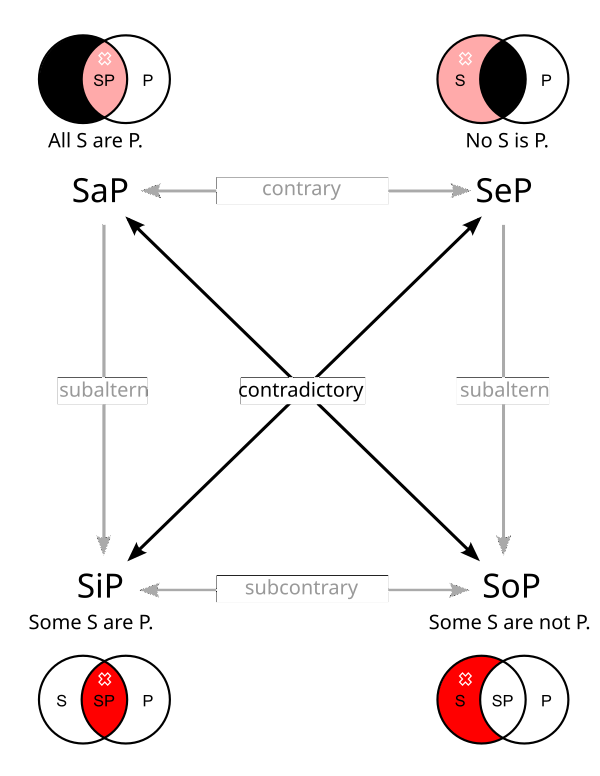 SP P
S P
All S are P.
No S is P.
SaP
contrary
SeP
subaltern
contradictory
subaltern
SiP
subcontrary
SoP
Some S are P.
Some S are not P.
S SP P
S SP P